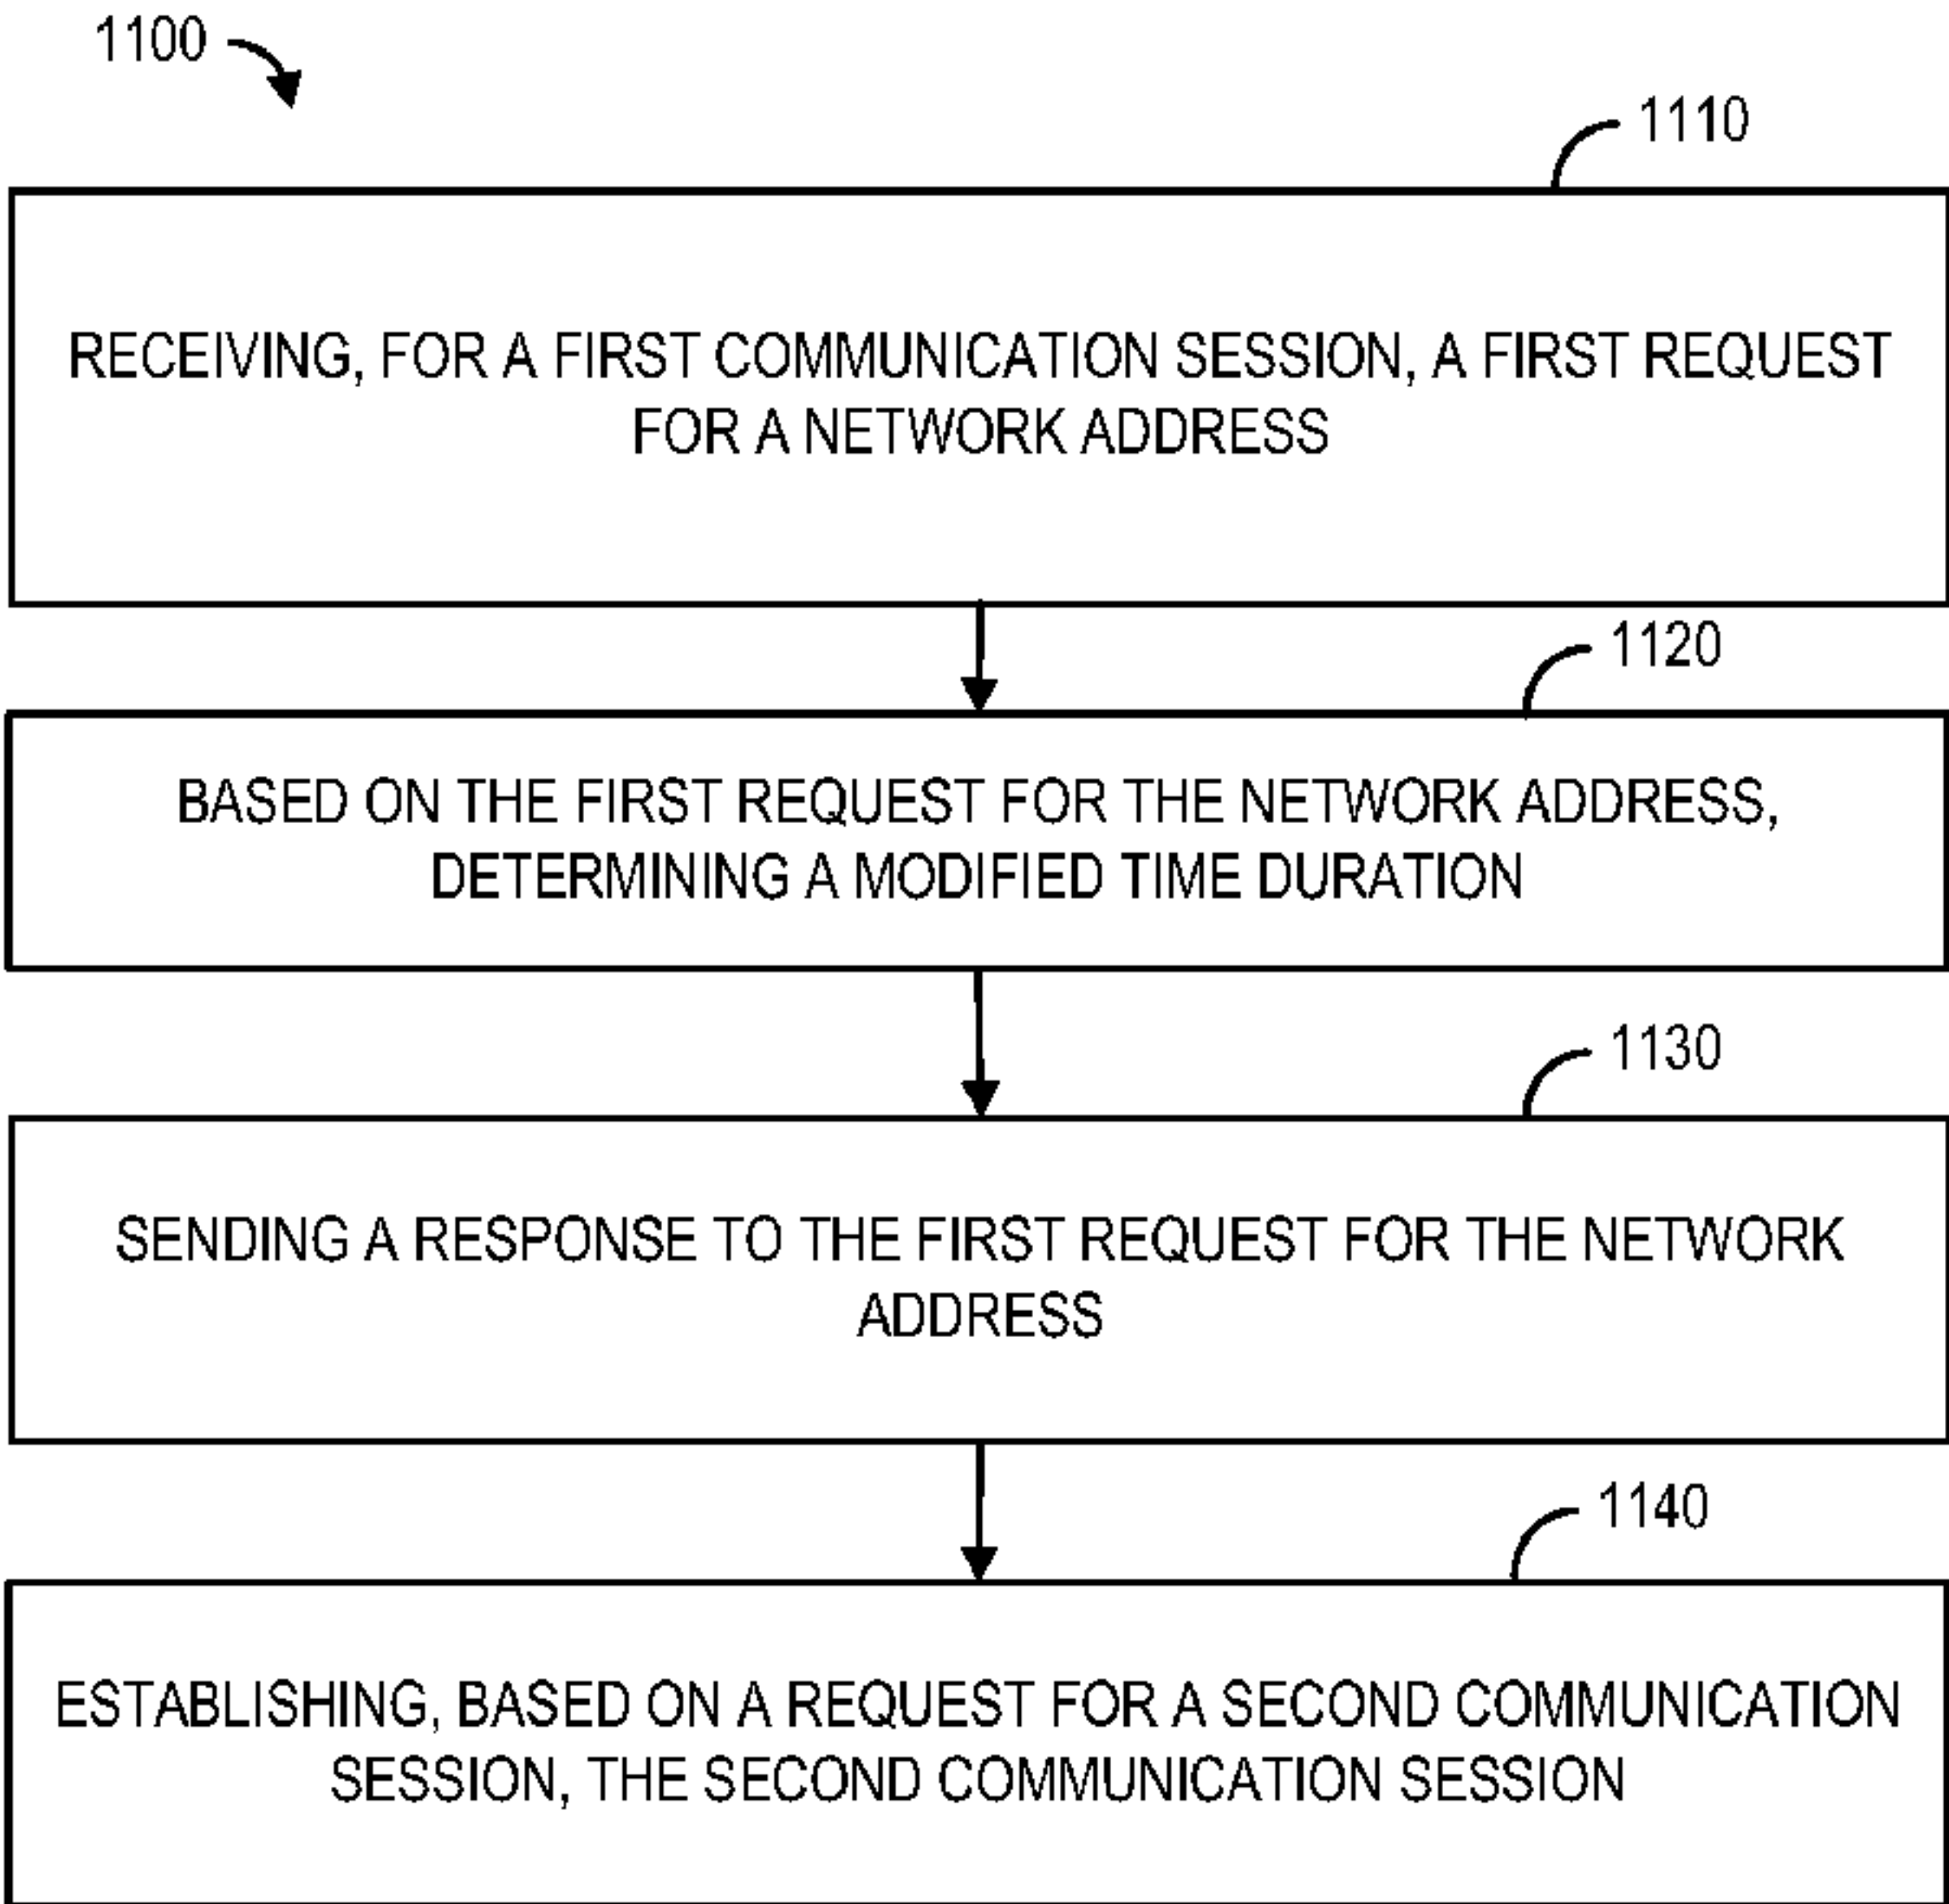 1100
1110
RECEIVING, FOR A FIRST COMMUNICATION SESSION, A FIRST REQUEST
FOR A NETWORK ADDRESS
1120
BASED ON THE FIRST REQUEST FOR THE NETWORK ADDRESS,
DETERMINING A MODIFIED TIME DURATION
1130
SENDING A RESPONSE TO THE FIRST REQUEST FOR THE NETWORK
ADDRESS
1140
ESTABLISHING, BASED ON A REQUEST FOR A SECOND COMMUNICATION
SESSION, THE SECOND COMMUNICATION SESSION